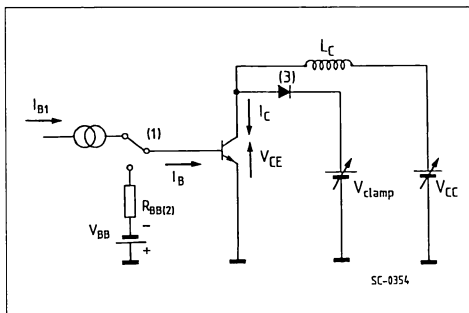 L_C
(3)
I_B1
(1)
I_C
V_CE
I_B
V_clamp
V_CC
R_BB(2)
V_BB
-
+
SC-0354